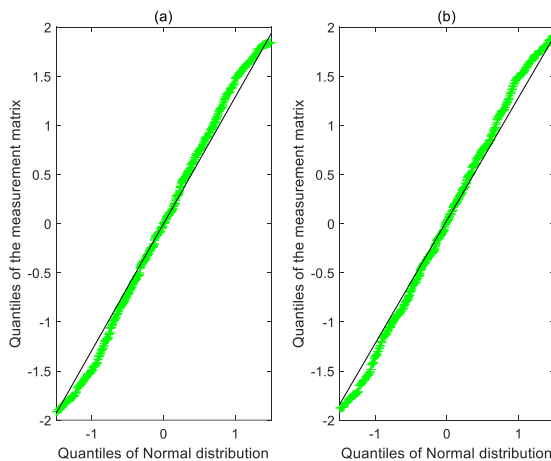 (a)
Quantiles of the measurement matrix
2
1.5
1
0.5
0
-0.5
-1
-1.5
-2
-1 0 1
Quantiles of Normal distribution
(b)
Quantiles of the measurement matrix
2
1.5
1
0.5
0
-0.5
-1
-1.5
-2
-1 0 1
Quantiles of Normal distribution